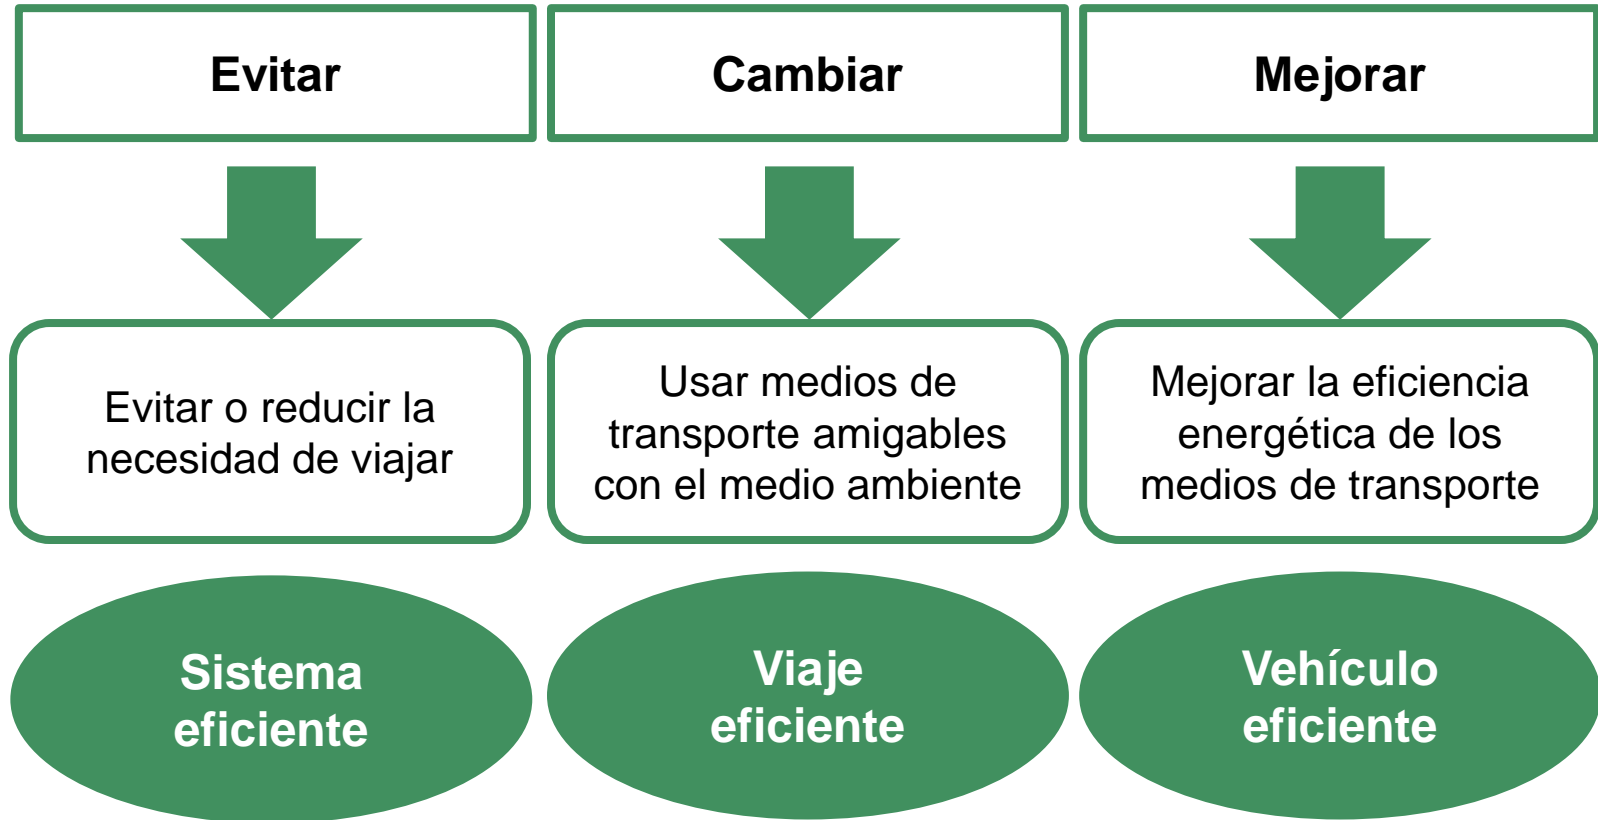 Evitar
Cambiar
Mejorar
Evitar o reducir la
necesidad de viajar
Usar medios de
transporte amigables
con el medio ambiente
Mejorar la eficiencia
energética de los
medios de transporte
Sistema
eficiente
Viaje
eficiente
Vehículo
eficiente